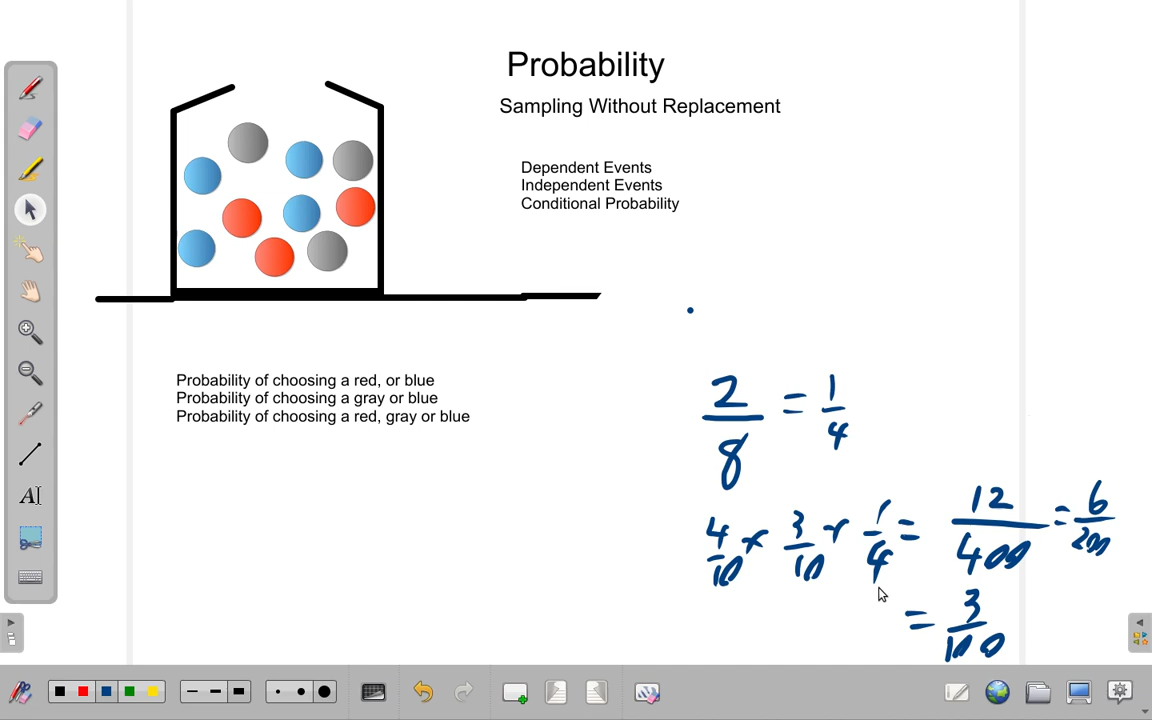 Probability
Sampling Without Replacement
Dependent Events
Independent Events
Conditional Probability
Probability of choosing a red, or blue
Probability of choosing a gray or blue
Probability of choosing a red, gray or blue
2/8 = 1/4
4/10 × 3/10 × 1/4 = 12/400 = 6/200
= 3/100
A